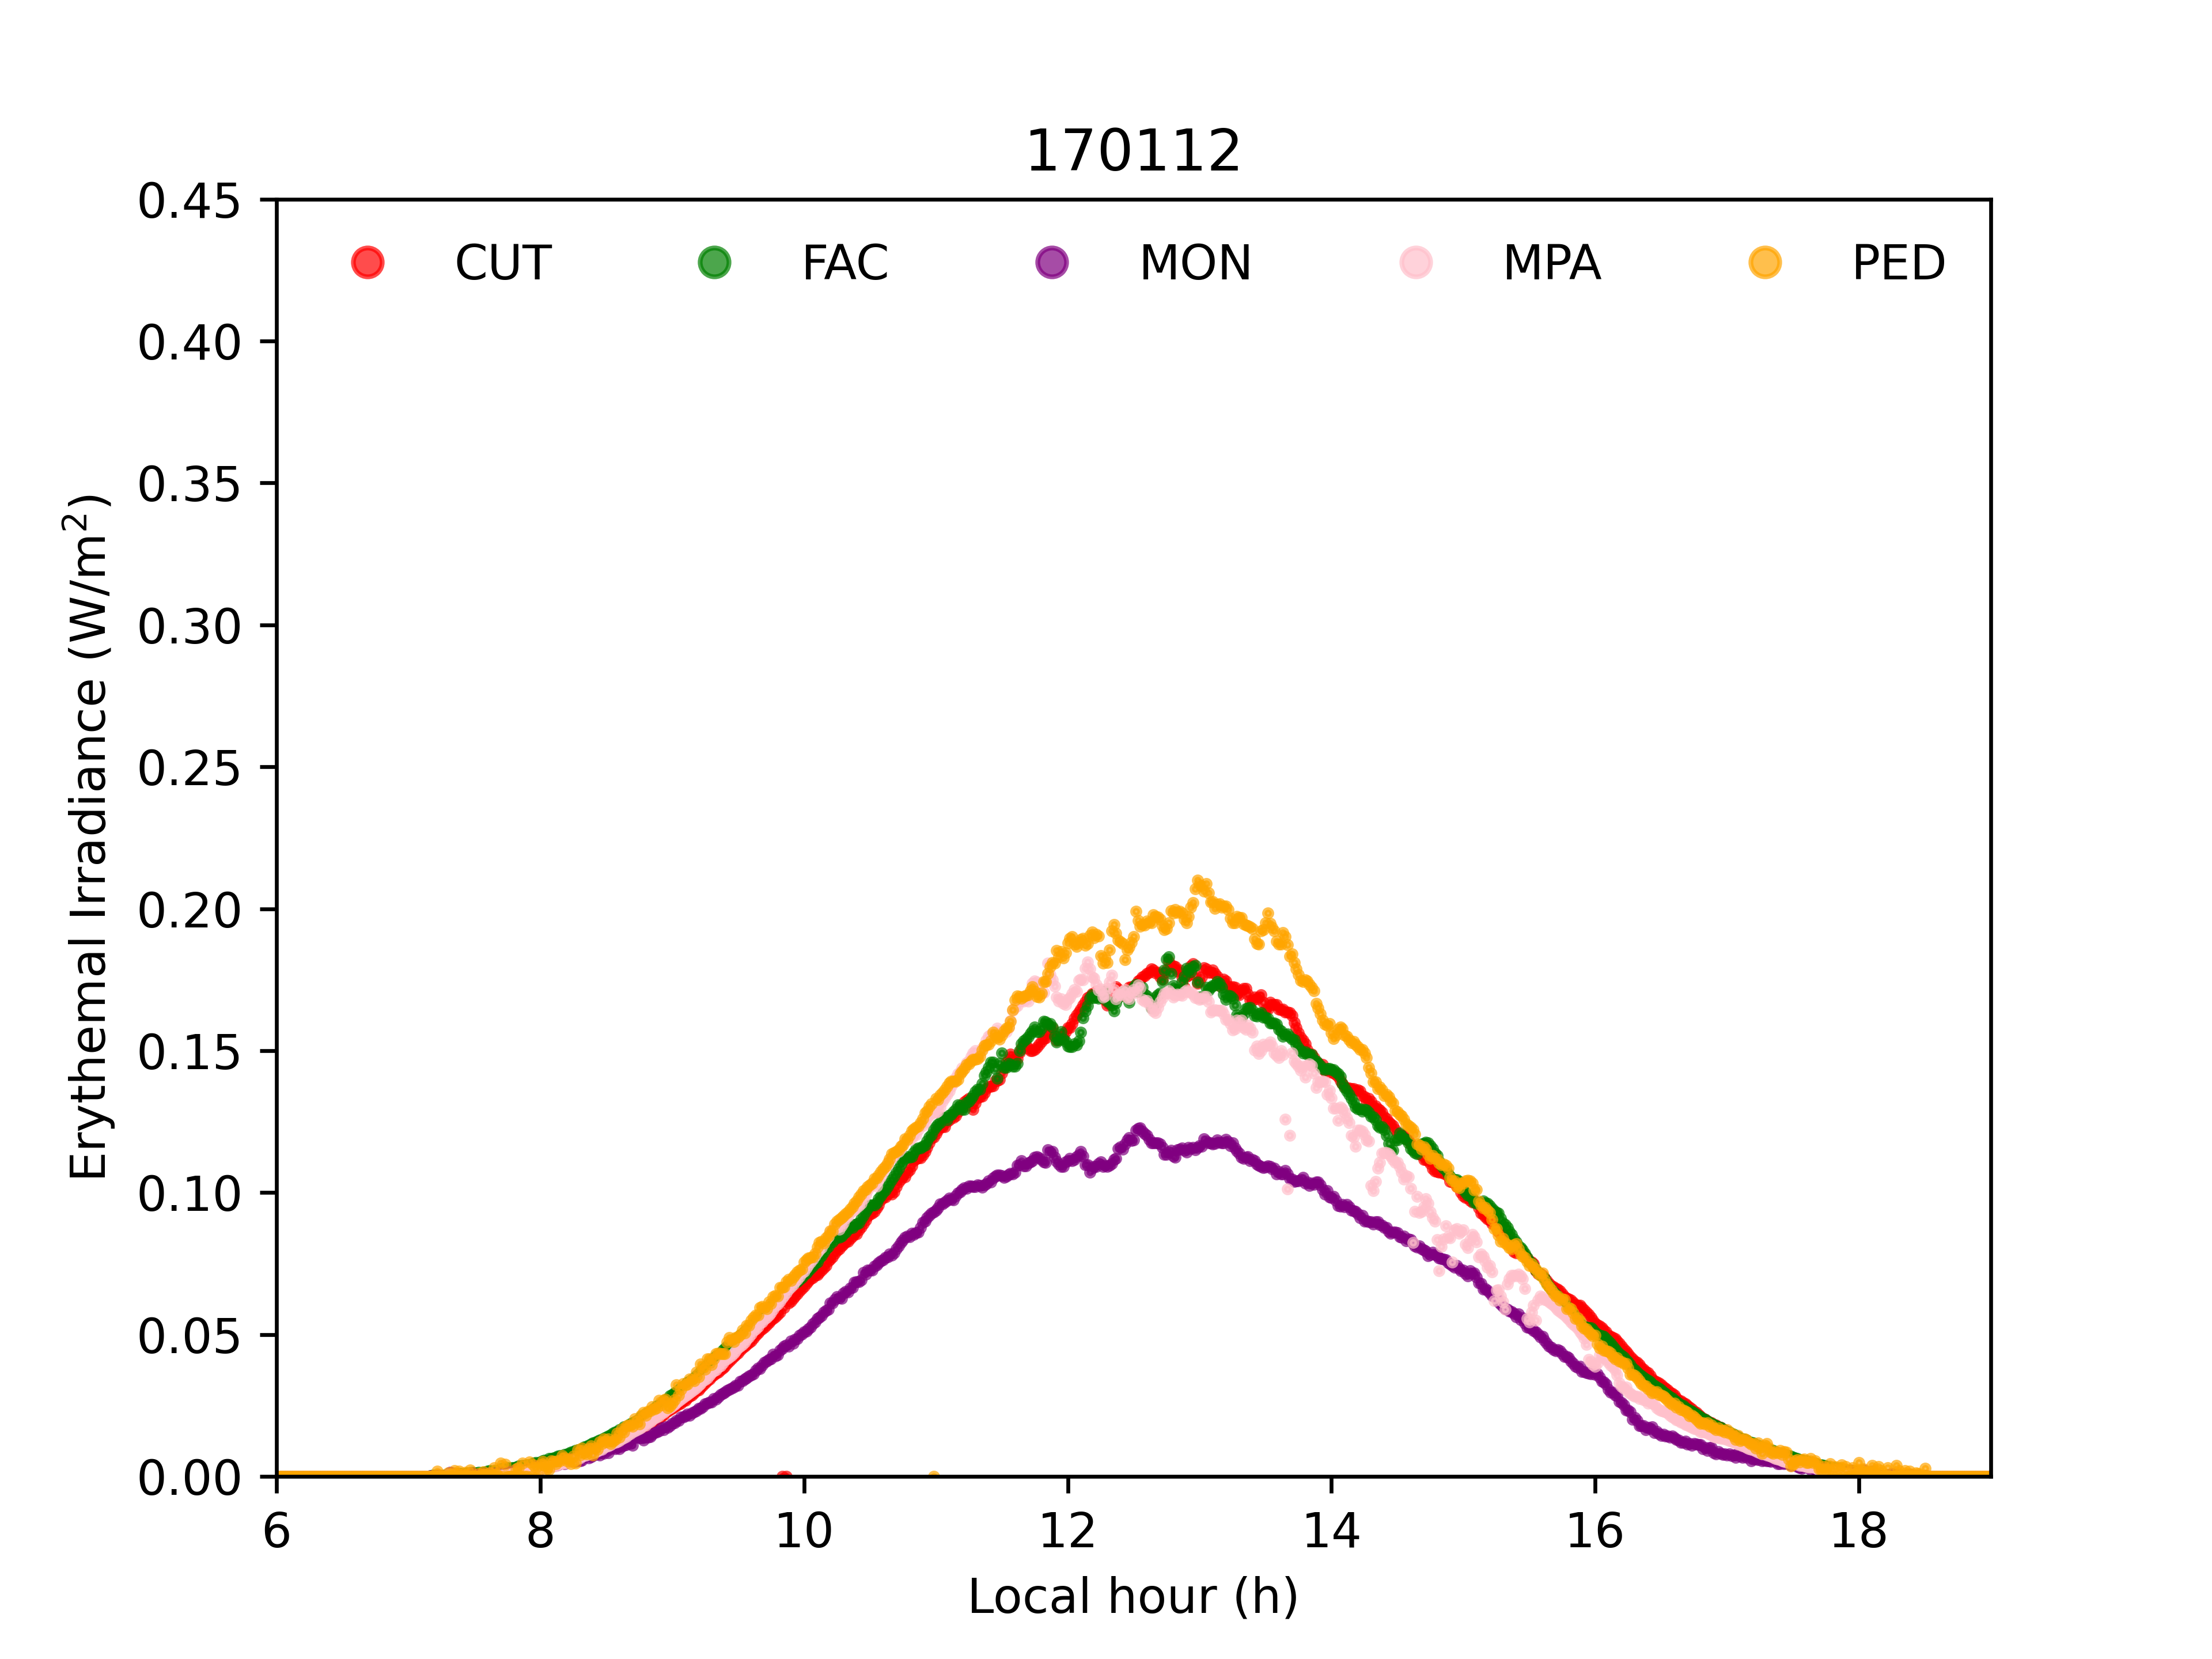 170112
CUT FAC MON MPA PED
0.45
0.40
0.35
0.30
0.25
0.20
0.15
0.10
0.05
0.00
Erythemal Irradiance (W/m²)
6 8 10 12 14 16 18
Local hour (h)